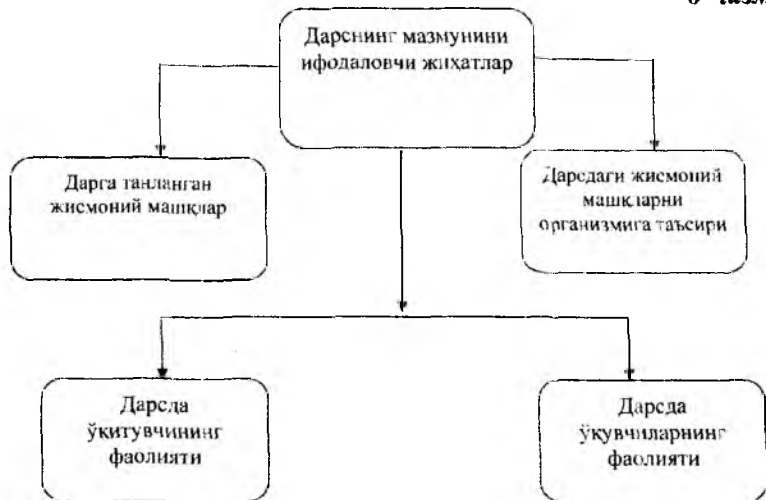 Дарснинг мазмунини
ифодаловчи жиҳатлар
Дарга танланган
жисмоний машқлар
Дарсдаги жисмоний
машқларни
организмига таъсири
Дарсда
ўқитувчининг
фаолияти
Дарсда
ўқувчиларнинг
фаолияти